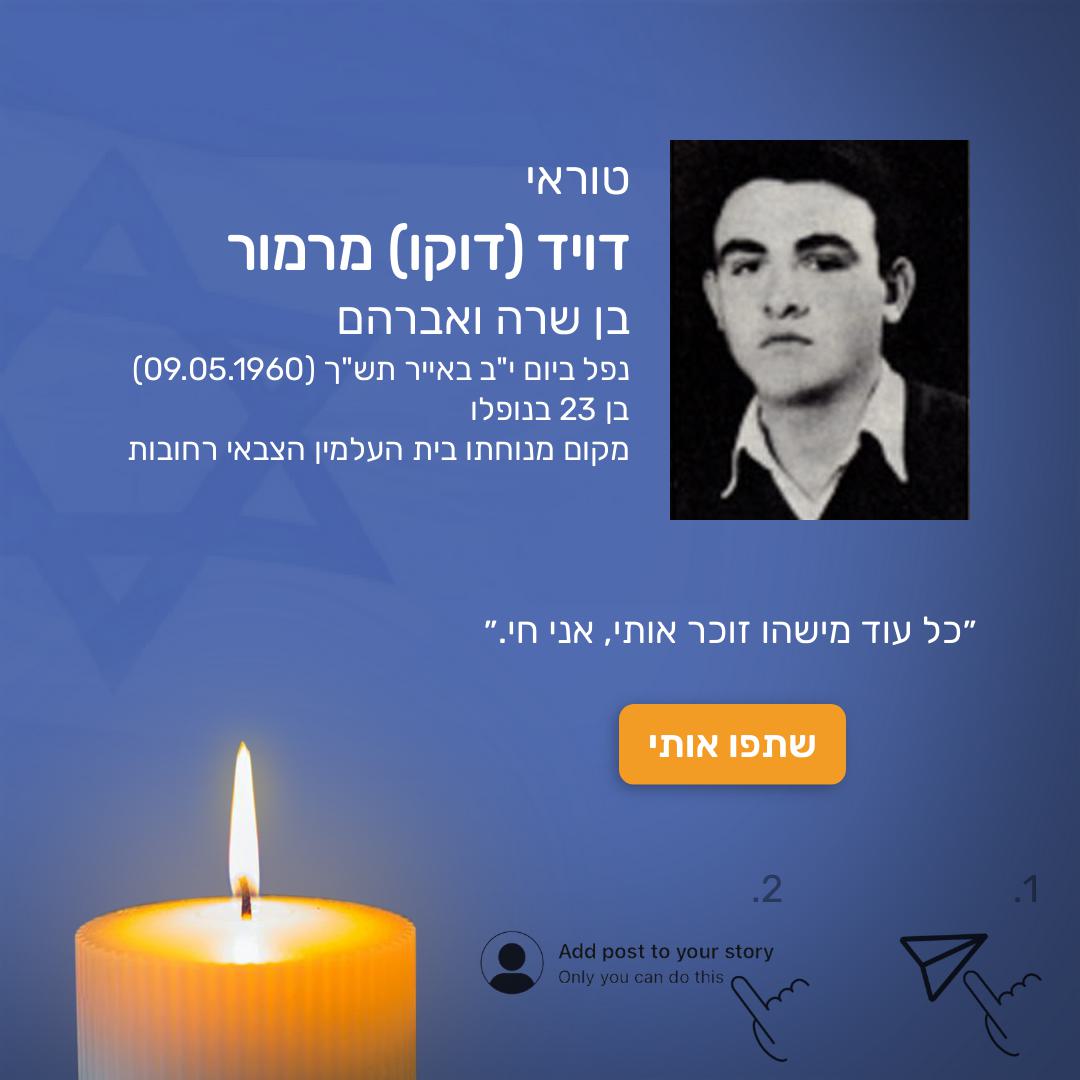 טוראי
דויד (דוקו) מרמור
בן שרה ואברהם
נפל ביום י"ב באייר תש"ך (09.05.1960)
בן 23 בנופלו
מקום מנוחתו בית העלמין הצבאי רחובות
״כל עוד מישהו זוכר אותי, אני חי.״
שתפו אותי
1.
2.
Add post to your story
Only you can do this